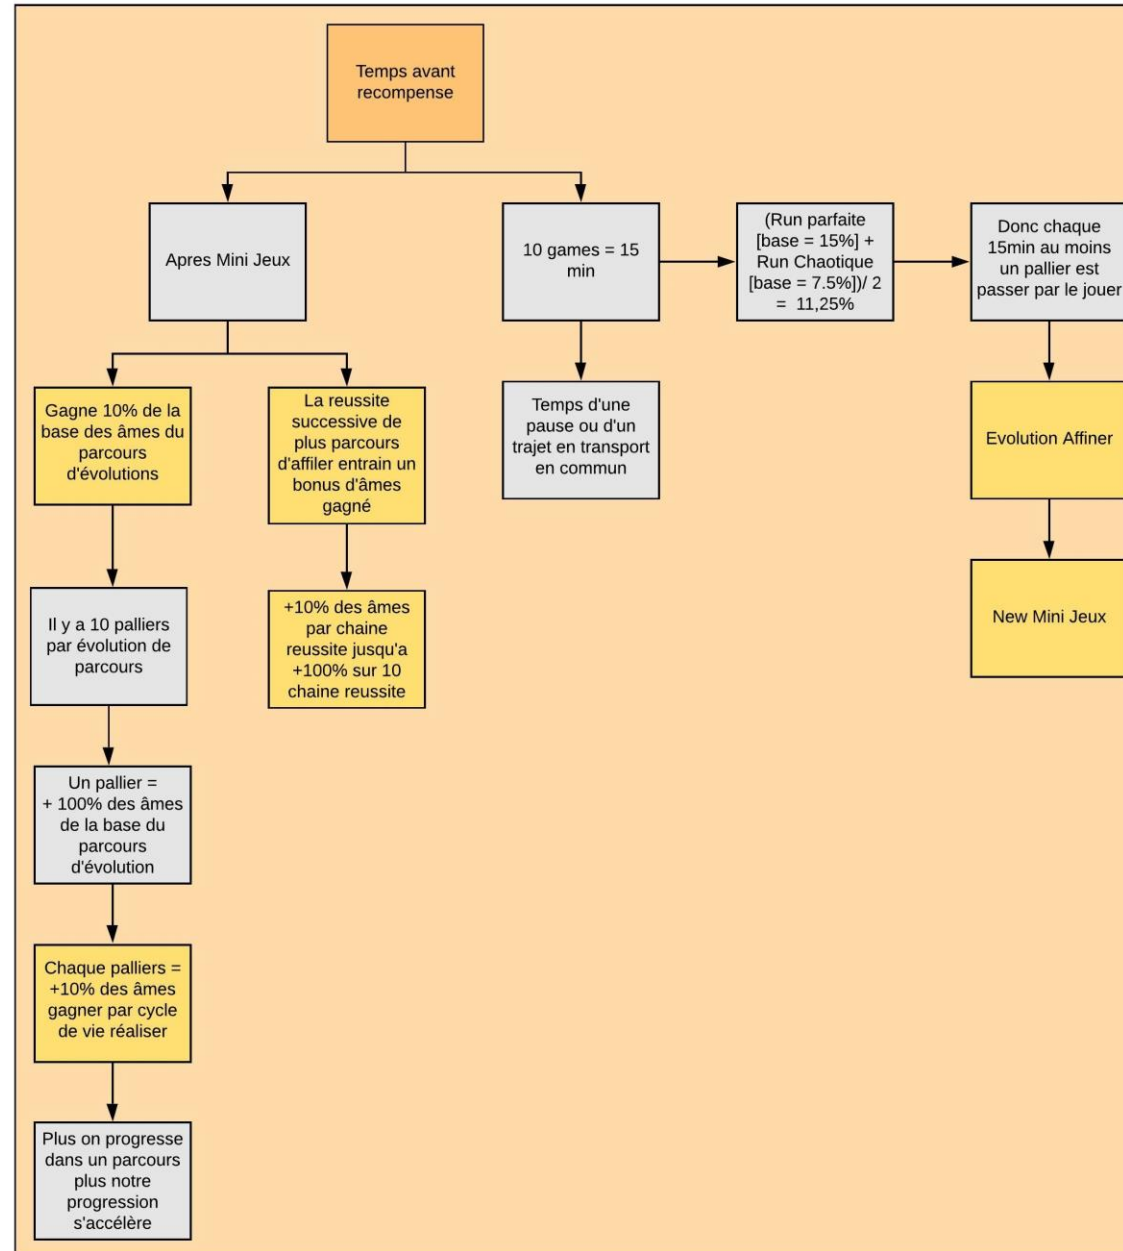 Temps avant
recompense
Apres Mini Jeux
10 games = 15
min
(Run parfaite
[base = 15%] +
Run Chaotique
[base = 7.5%])/ 2
= 11,25%
Donc chaque
15min au moins
un pallier est
passer par le jouer
Gagne 10% de la
base des âmes du
parcours
d'évolutions
La reussite
successive de
plus parcours
d'affiler entrain un
bonus d'âmes
gagné
Temps d'une
pause ou d'un
trajet en transport
en commun
Evolution Affiner
Il y a 10 palliers
par évolution de
parcours
+10% des âmes
par chaine
reussite jusqu'a
+100% sur 10
chaine reussite
New Mini Jeux
Un pallier =
+ 100% des âmes
de la base du
parcours
d'évolution
Chaque palliers =
+10% des âmes
gagner par cycle
de vie réaliser
Plus on progresse
dans un parcours
plus notre
progression
s'accélère